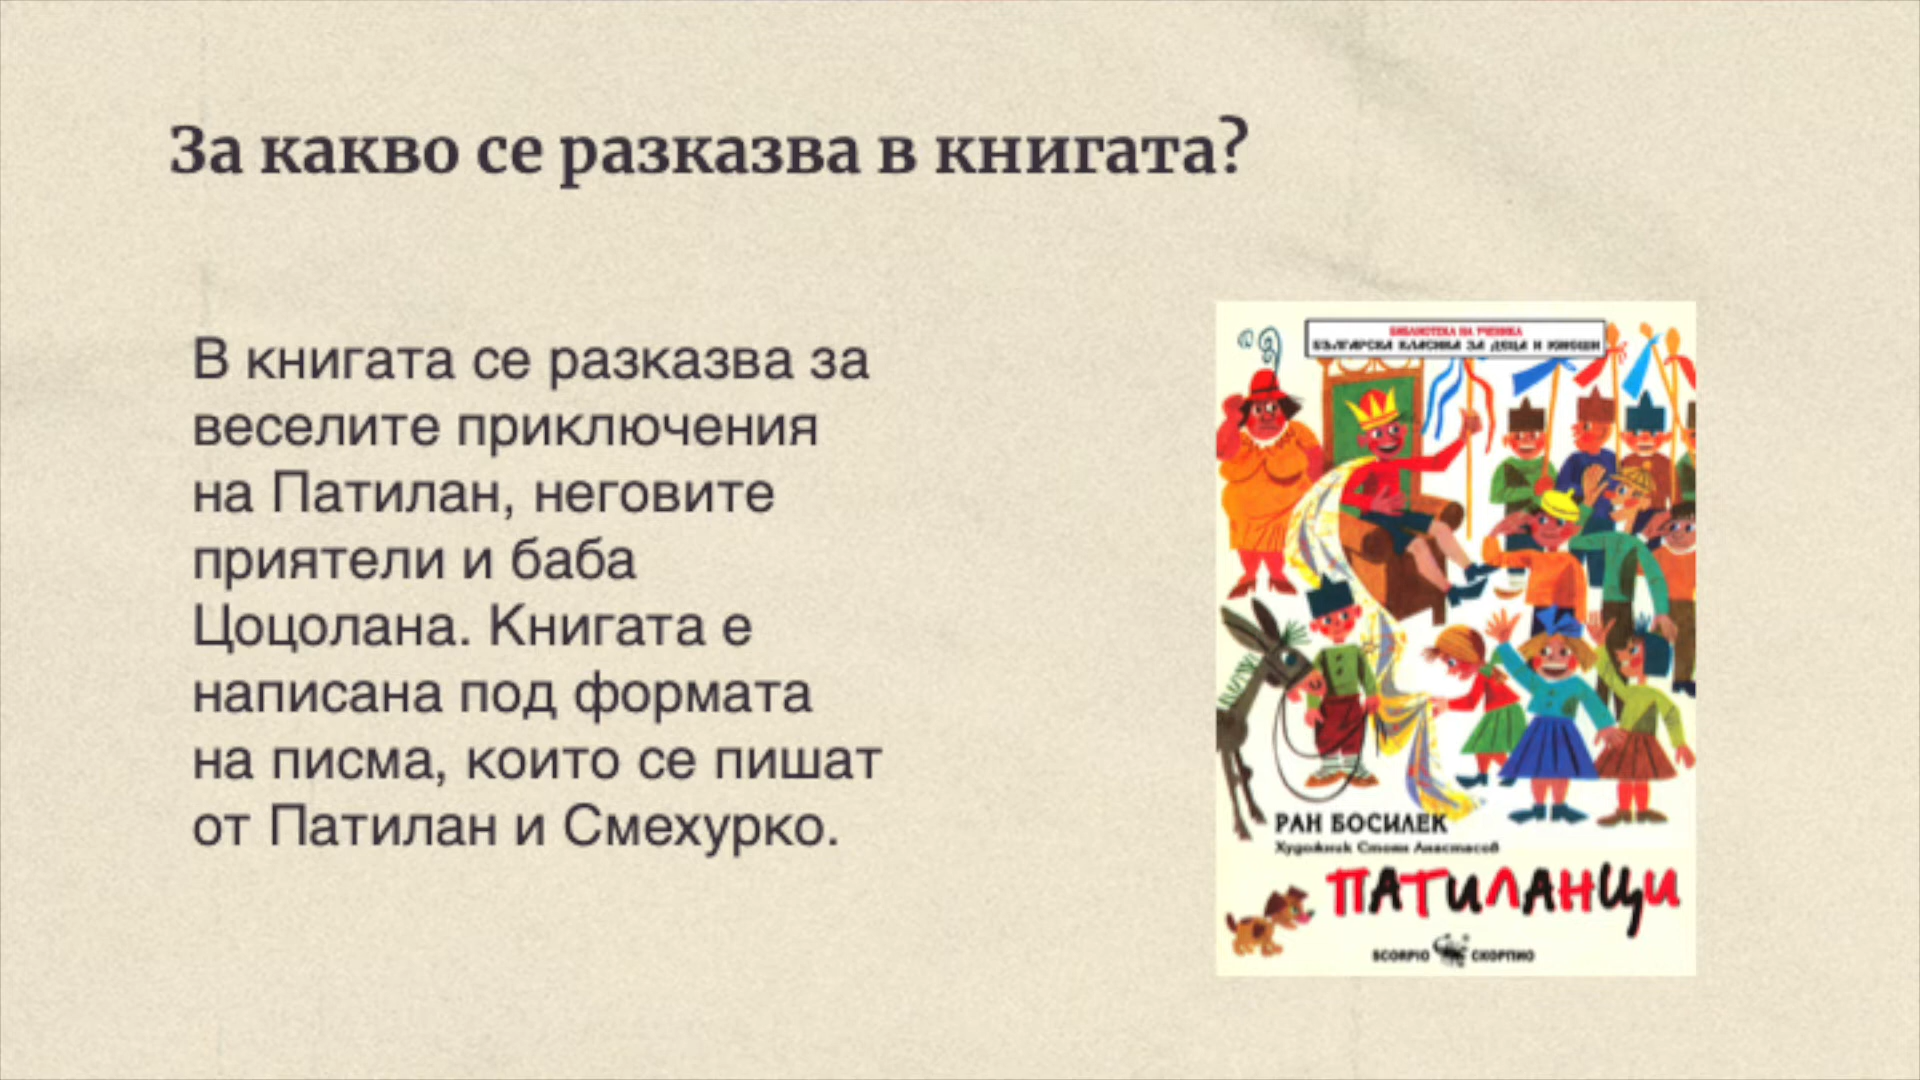 За какво се разказва в книгата?
В книгата се разказва за
веселите приключения
на Патилан, неговите
приятели и баба
Цоцолана. Книгата е
написана под формата
на писма, които се пишат
от Патилан и Смехурко.
БИБЛИОТЕКА НА УЧЕНИКА
БЪЛГАРСКА КЛАСИКА ЗА ДЕЦА И ЮНОШИ
РАН БОСИЛЕК
Художник Стоян Анастасов
ПАТИЛАНЦИ
SCORPIO СКОРПИО